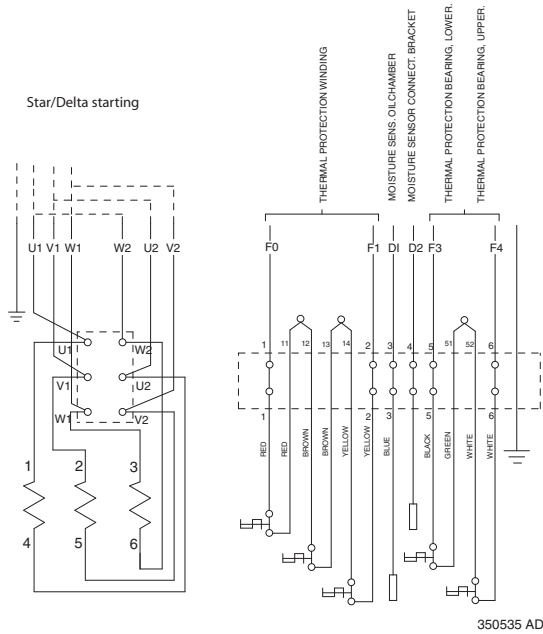 Star/Delta starting
THERMAL PROTECTION WINDING
MOISTURE SENS. OILCHAMBER
MOISTURE SENSOR CONNECT. BRACKET
THERMAL PROTECTION BEARING, LOWER.
THERMAL PROTECTION BEARING, UPPER.
U1 V1 W1 W2 U2 V2
F0 F1 DI D2 F3 F4
U1 W2
V1 U2
W1 V2
1 11 12 13 14 2 3 4 5 51 52 6
1 2 3 5 6
RED RED BROWN BROWN YELLOW YELLOW BLUE BLACK GREEN WHITE WHITE
1 2 3
4 5 6
350535 AD